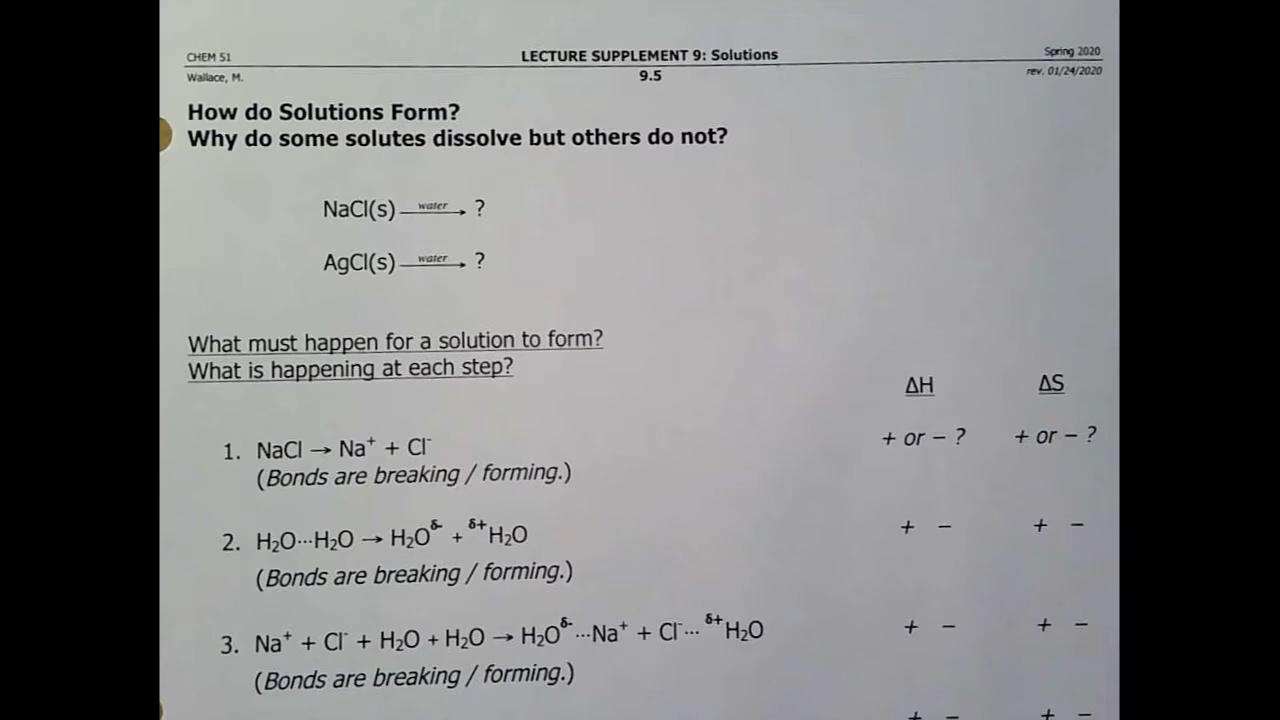 CHEM 51 LECTURE SUPPLEMENT 9: Solutions Spring 2020
Wallace, M. 9.5 rev. 01/24/2020
How do Solutions Form?
Why do some solutes dissolve but others do not?
NaCl(s) —water→ ?
AgCl(s) —water→ ?
What must happen for a solution to form?
What is happening at each step?
ΔH ΔS
1. NaCl → Na⁺ + Cl⁻ + or – ? + or – ?
(Bonds are breaking / forming.)
2. H₂O···H₂O → H₂O^δ- + ^δ+H₂O + – + –
(Bonds are breaking / forming.)
3. Na⁺ + Cl⁻ + H₂O + H₂O → H₂O^δ- ···Na⁺ + Cl⁻··· ^δ+H₂O + – + –
(Bonds are breaking / forming.)
+ – + –